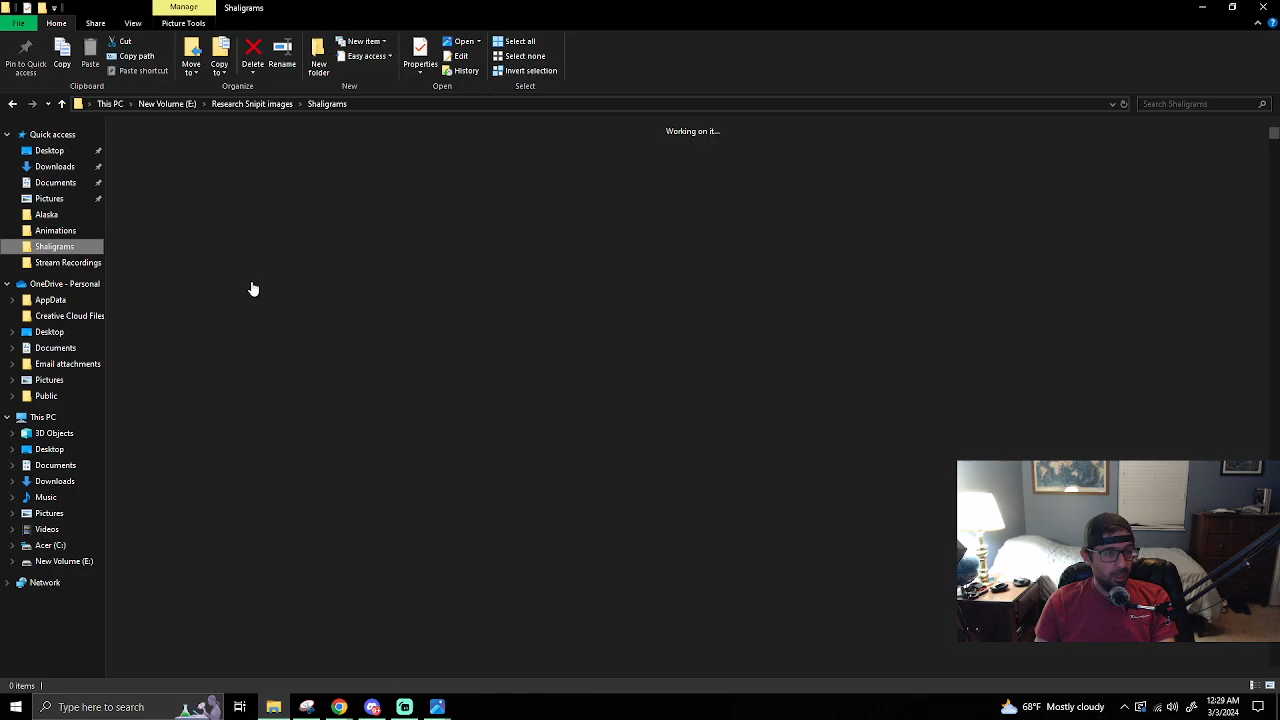 Manage
Shaligrams
File
Home
Share
View
Picture Tools
Pin to Quick access
Copy
Paste
Cut
Copy path
Paste shortcut
Clipboard
Move to
Copy to
Delete
Rename
Organize
New folder
New item
Easy access
New
Properties
Open
Edit
History
Open
Select all
Select none
Invert selection
Select
This PC
New Volume (E:)
Research Snipit images
Shaligrams
Search Shaligrams
Working on it...
Quick access
Desktop
Downloads
Documents
Pictures
Alaska
Animations
Shaligrams
Stream Recordings
OneDrive - Personal
AppData
Creative Cloud Files
Desktop
Documents
Email attachments
Pictures
Public
This PC
3D Objects
Desktop
Documents
Downloads
Music
Pictures
Videos
Acer (C:)
New Volume (E:)
Network
0 items
Type here to search
68°F Mostly cloudy
12:29 AM
3/3/2024